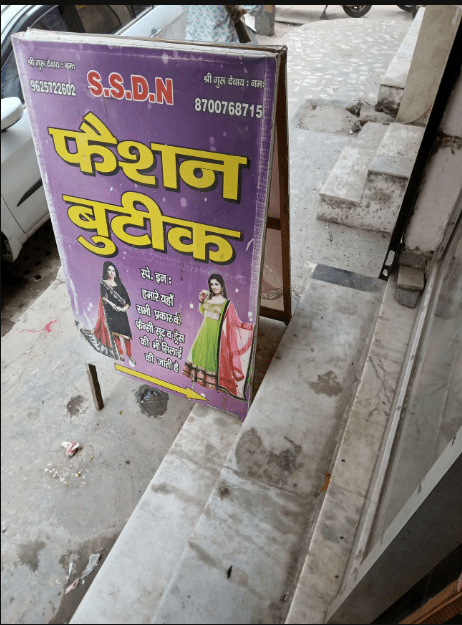 श्री गुरु देवाय : नमः
श्री गुरु देवाय : नमः
9625722602
S.S.D.N
8700768715
फैशन
बुटीक
स्पे. इन :
हमारे यहाँ
सभी प्रकार के
फैन्सी सूट व ड्रेस
की भी सिलाई
की जाती है